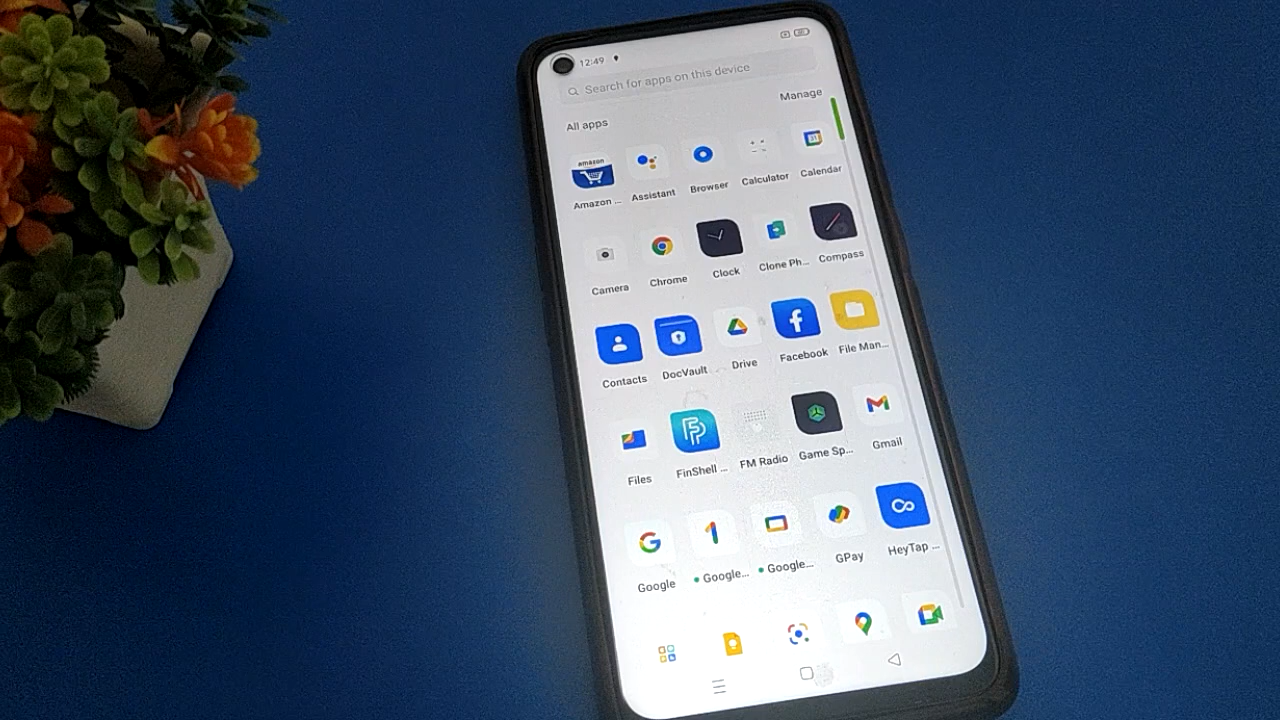 12:49
Search for apps on this device
Manage
All apps
amazon
31
Amazon ... Assistant Browser Calculator Calendar
Camera Chrome Clock Clone Ph... Compass
Contacts DocVault Drive Facebook File Man...
Files FinShell ... FM Radio Game Sp... Gmail
Google Google... Google... GPay HeyTap ...